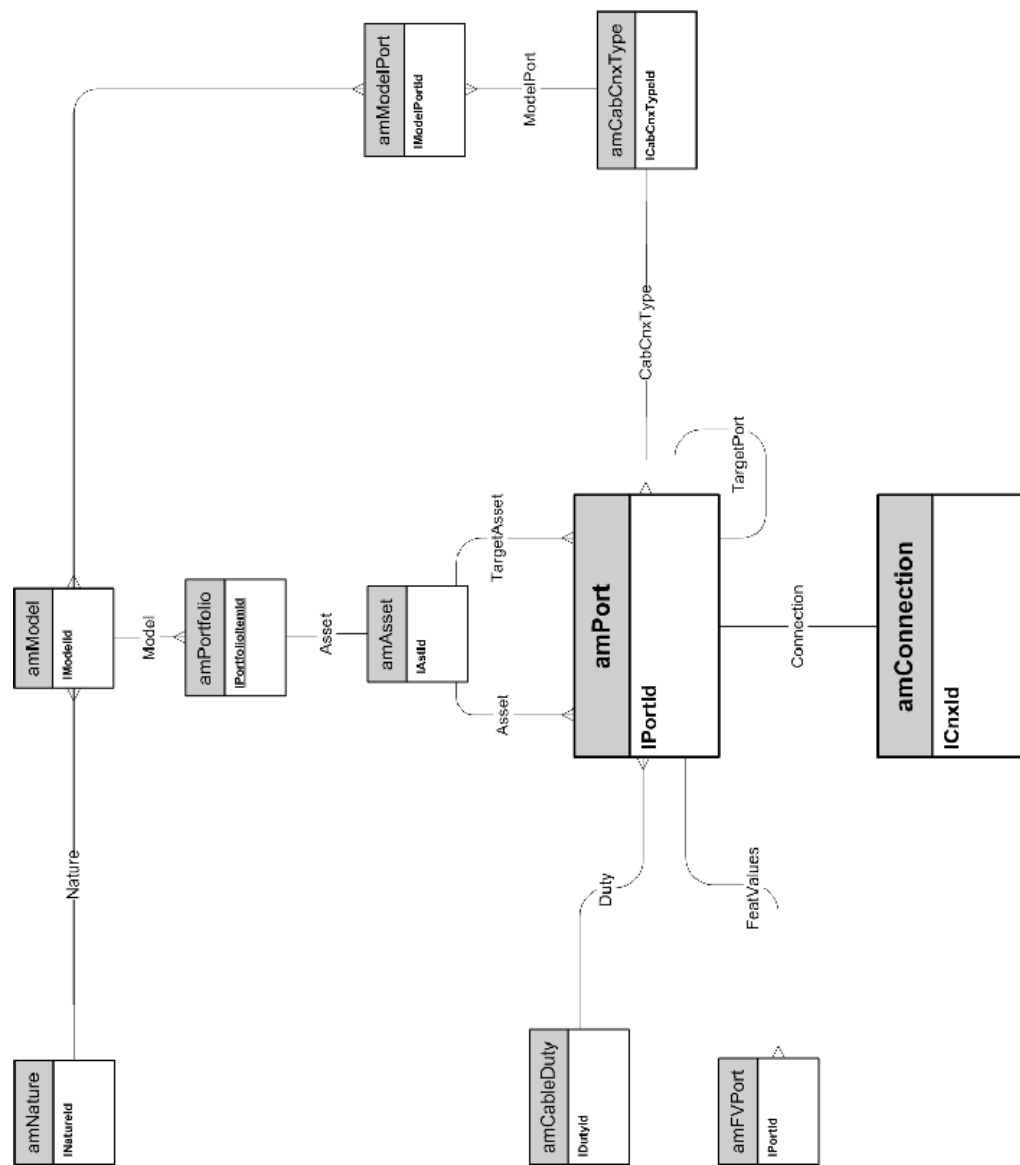 amNature
lNatureId
Nature
amModel
lModelId
Model
amPortfolio
lPortfolioItemId
Asset
amAsset
lAstId
amModelPort
lModelPortId
ModelPort
Asset
TargetAsset
amCableDuty
lDutyId
Duty
amPort
lPortId
CabCnxType
amCabCnxType
lCabCnxTypeId
amFVPort
lPortId
FeatValues
TargetPort
Connection
amConnection
lCnxId